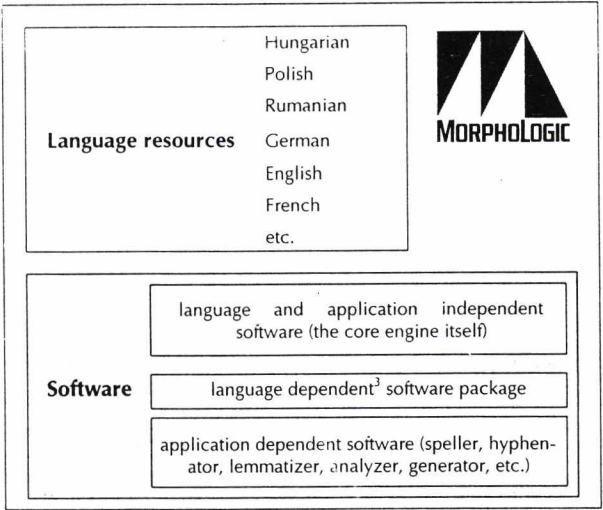 Hungarian
Polish
Rumanian
Language resources German
English
French
etc.
MORPHOLOGIC
language and application independent
software (the core engine itself)
Software language dependent³ software package
application dependent software (speller, hyphen-
ator, lemmatizer, analyzer, generator, etc.)